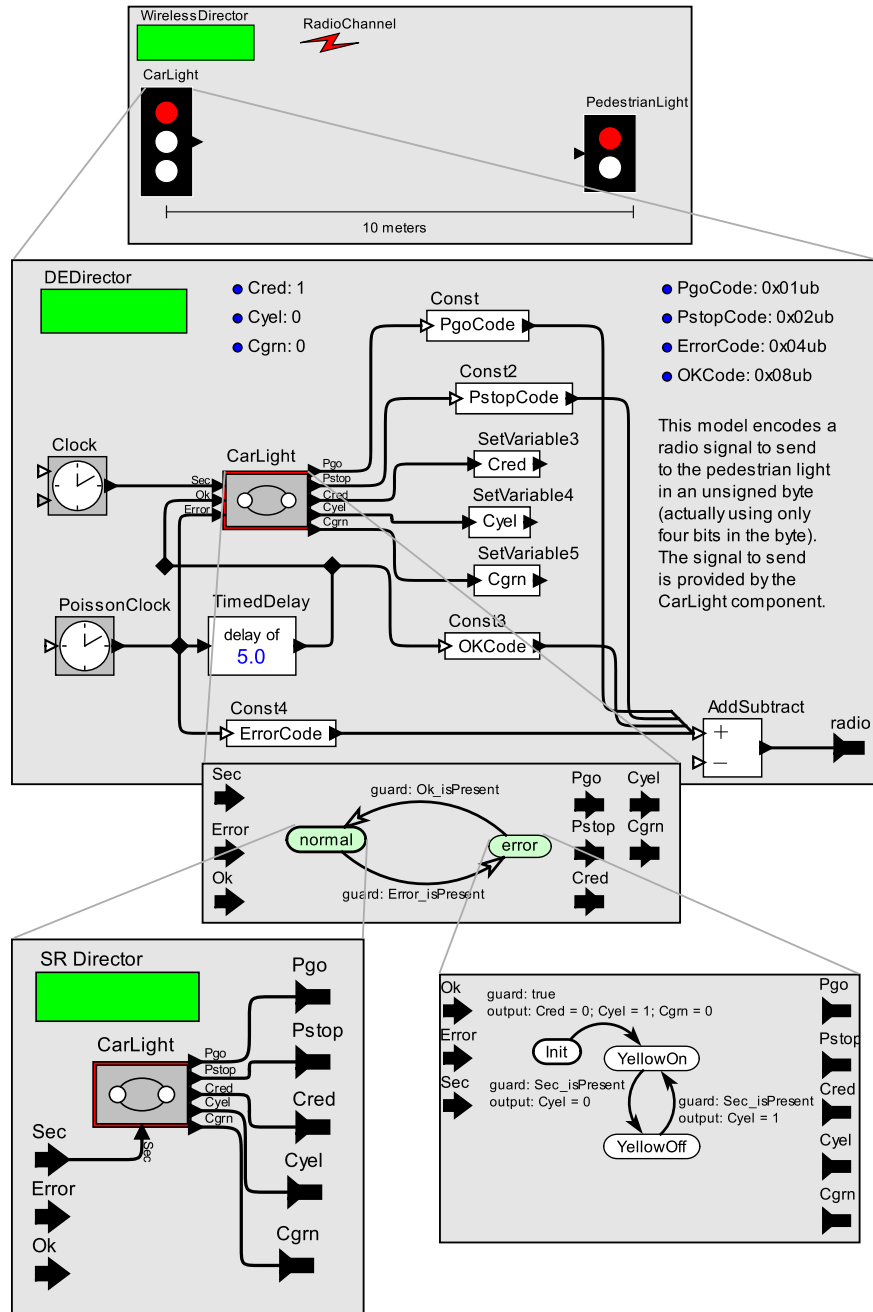 WirelessDirector
RadioChannel
CarLight
PedestrianLight
10 meters
DEDirector
Cred: 1
Cyel: 0
Cgrn: 0
Const
PgoCode
PgoCode: 0x01ub
PstopCode: 0x02ub
ErrorCode: 0x04ub
OKCode: 0x08ub
Const2
PstopCode
This model encodes a
radio signal to send
to the pedestrian light
in an unsigned byte
(actually using only
four bits in the byte).
The signal to send
is provided by the
CarLight component.
Clock
CarLight
Sec
Ok
Error
Pgo
Pstop
Cred
Cyel
Cgrn
SetVariable3
Cred
SetVariable4
Cyel
SetVariable5
Cgrn
PoissonClock
TimedDelay
delay of
5.0
Const3
OKCode
Const4
ErrorCode
AddSubtract
+
−
radio
Sec
Error
Ok
guard: Ok_isPresent
normal
error
guard: Error_isPresent
Pgo
Cyel
Pstop
Cgrn
Cred
SR Director
CarLight
Pgo
Pstop
Cred
Cyel
Cgrn
Sec
Pgo
Pstop
Cred
Cyel
Cgrn
Sec
Error
Ok
Ok
Error
Sec
guard: true
output: Cred = 0; Cyel = 1; Cgrn = 0
Init
YellowOn
guard: Sec_isPresent
output: Cyel = 0
guard: Sec_isPresent
output: Cyel = 1
YellowOff
Pgo
Pstop
Cred
Cyel
Cgrn